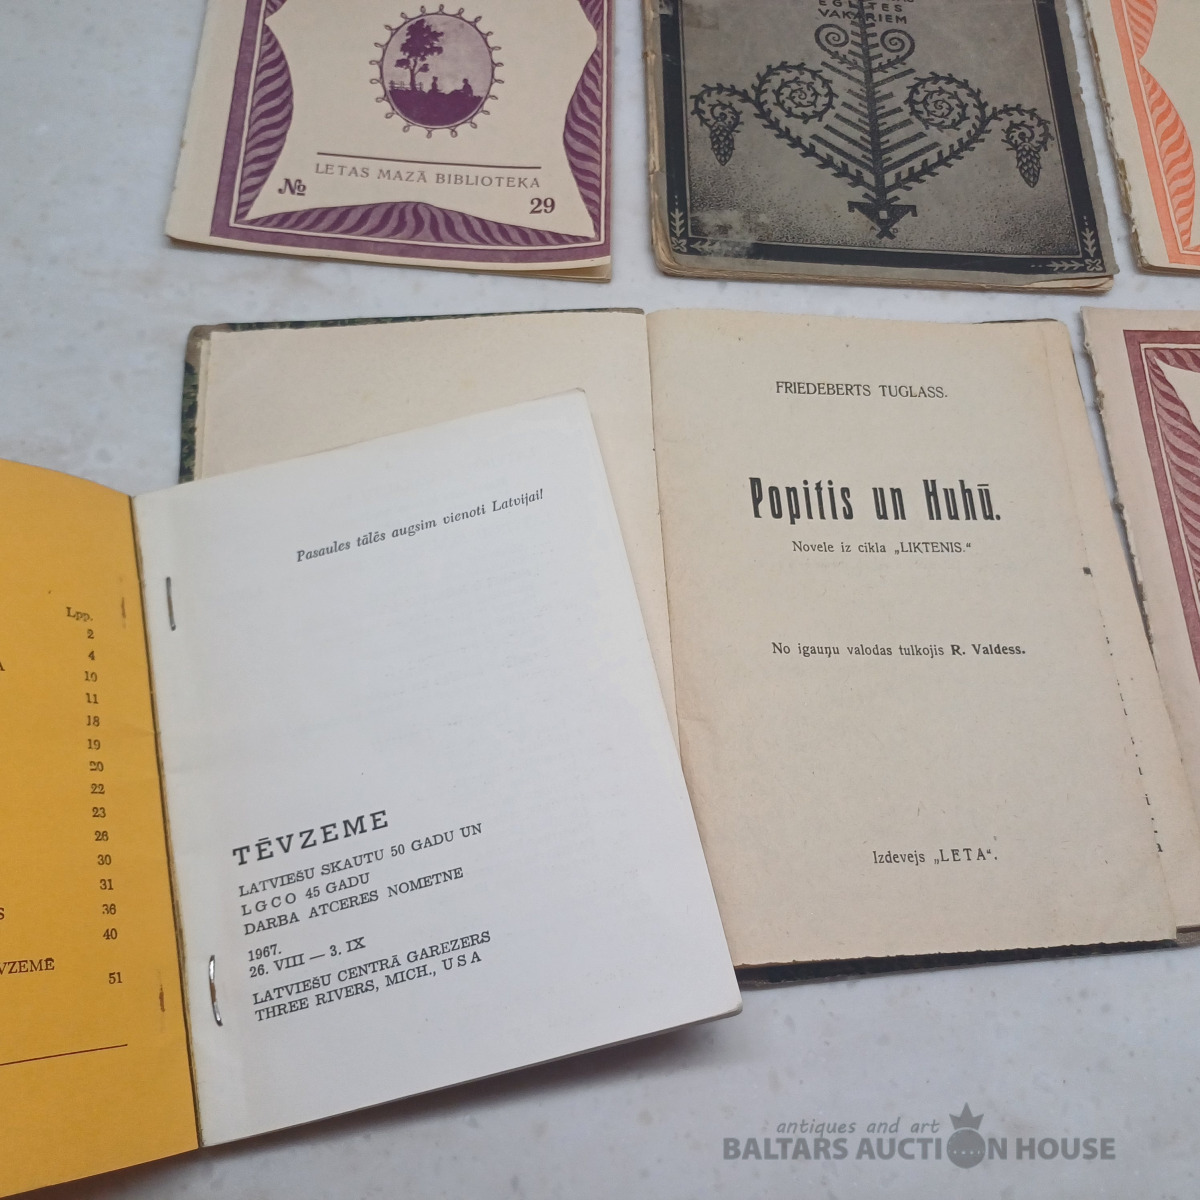 LETAS MAZĀ BIBLIOTEKA
№ 29
EGLĪTES
VAKARIEM
FRIEDEBERTS TUGLASS.
Popitis un Huhū.
Novele iz cikla „LIKTENIS.“
No igauņu valodas tulkojis R. Valdess.
Izdevejs „LETA“.
Pasaules tālēs augsim vienoti Latvijai!
TĒVZEME
LATVIEŠU SKAUTU 50 GADU UN
LGCO 45 GADU
DARBA ATCERES NOMETNE
1967.
26. VIII — 3. IX
LATVIEŠU CENTRĀ GAREZERS
THREE RIVERS, MICH., USA
Lpp.
2
4
10
11
18
19
20
22
23
26
30
31
36
40
VZEMĒ
51
antiques and art
BALTARS AUCTION HOUSE